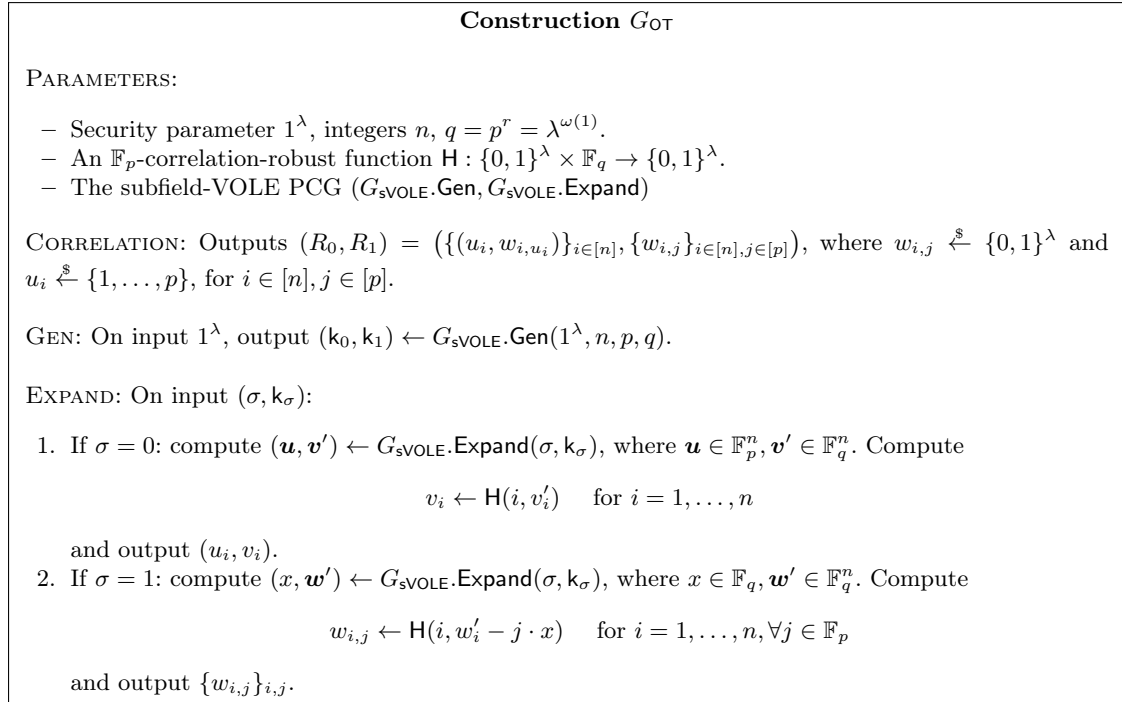 Construction G_OT
PARAMETERS:
– Security parameter 1^λ, integers n, q = p^r = λ^{ω(1)}.
– An 𝔽_p-correlation-robust function H : {0, 1}^λ × 𝔽_q → {0, 1}^λ.
– The subfield-VOLE PCG (G_sVOLE.Gen, G_sVOLE.Expand)
CORRELATION: Outputs (R_0, R_1) = ({(u_i, w_{i,u_i})}_{i∈[n]}, {w_{i,j}}_{i∈[n],j∈[p]}), where w_{i,j} ←$ {0, 1}^λ and
u_i ←$ {1, . . . , p}, for i ∈ [n], j ∈ [p].
GEN: On input 1^λ, output (k_0, k_1) ← G_sVOLE.Gen(1^λ, n, p, q).
EXPAND: On input (σ, k_σ):
1. If σ = 0: compute (𝒖, 𝒗′) ← G_sVOLE.Expand(σ, k_σ), where 𝒖 ∈ 𝔽_p^n, 𝒗′ ∈ 𝔽_q^n. Compute
v_i ← H(i, v′_i) for i = 1, . . . , n
and output (u_i, v_i).
2. If σ = 1: compute (x, 𝒘′) ← G_sVOLE.Expand(σ, k_σ), where x ∈ 𝔽_q, 𝒘′ ∈ 𝔽_q^n. Compute
w_{i,j} ← H(i, w′_i − j · x) for i = 1, . . . , n, ∀j ∈ 𝔽_p
and output {w_{i,j}}_{i,j}.